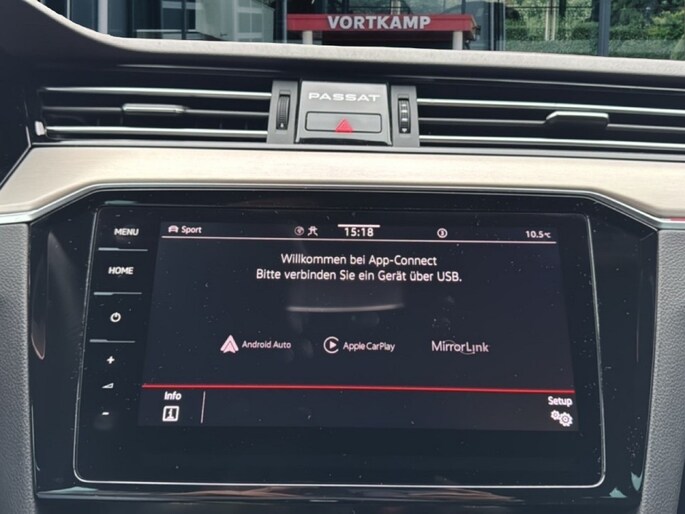 VORTKAMP
PASSAT
MENU
HOME
Sport 15:18 10.5°C
Willkommen bei App-Connect
Bitte verbinden Sie ein Gerät über USB.
Android Auto Apple CarPlay MirrorLink
Info Setup